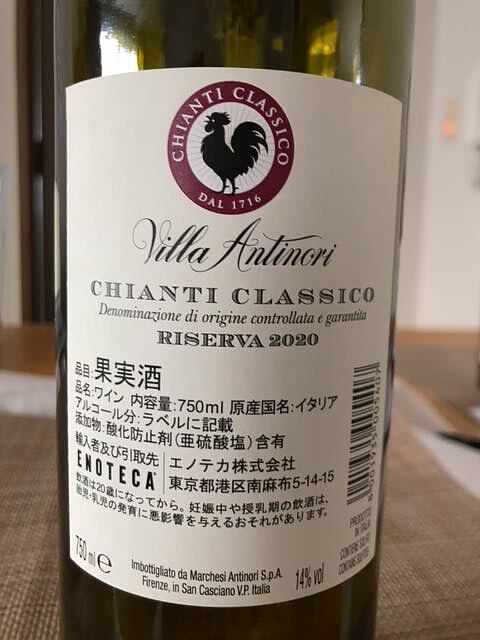 CHIANTI CLASSICO
DAL 1716
Villa Antinori
CHIANTI CLASSICO
Denominazione di origine controllata e garantita
RISERVA 2020
品目:果実酒
品名:ワイン 内容量:750ml 原産国名:イタリア
アルコール分:ラベルに記載
添加物:酸化防止剤(亜硫酸塩)含有
輸入者及び引取先
ENOTECA
エノテカ株式会社
東京都港区南麻布5-14-15
飲酒は20歳になってから。妊娠中や授乳期の飲酒は、
胎児・乳児の発育に悪影響を与えるおそれがあります。
750 ml e
Imbottigliato da Marchesi Antinori S.p.A.
Firenze, in San Casciano V.P. Italia
14% vol
PRODOTTO
IN ITALIA